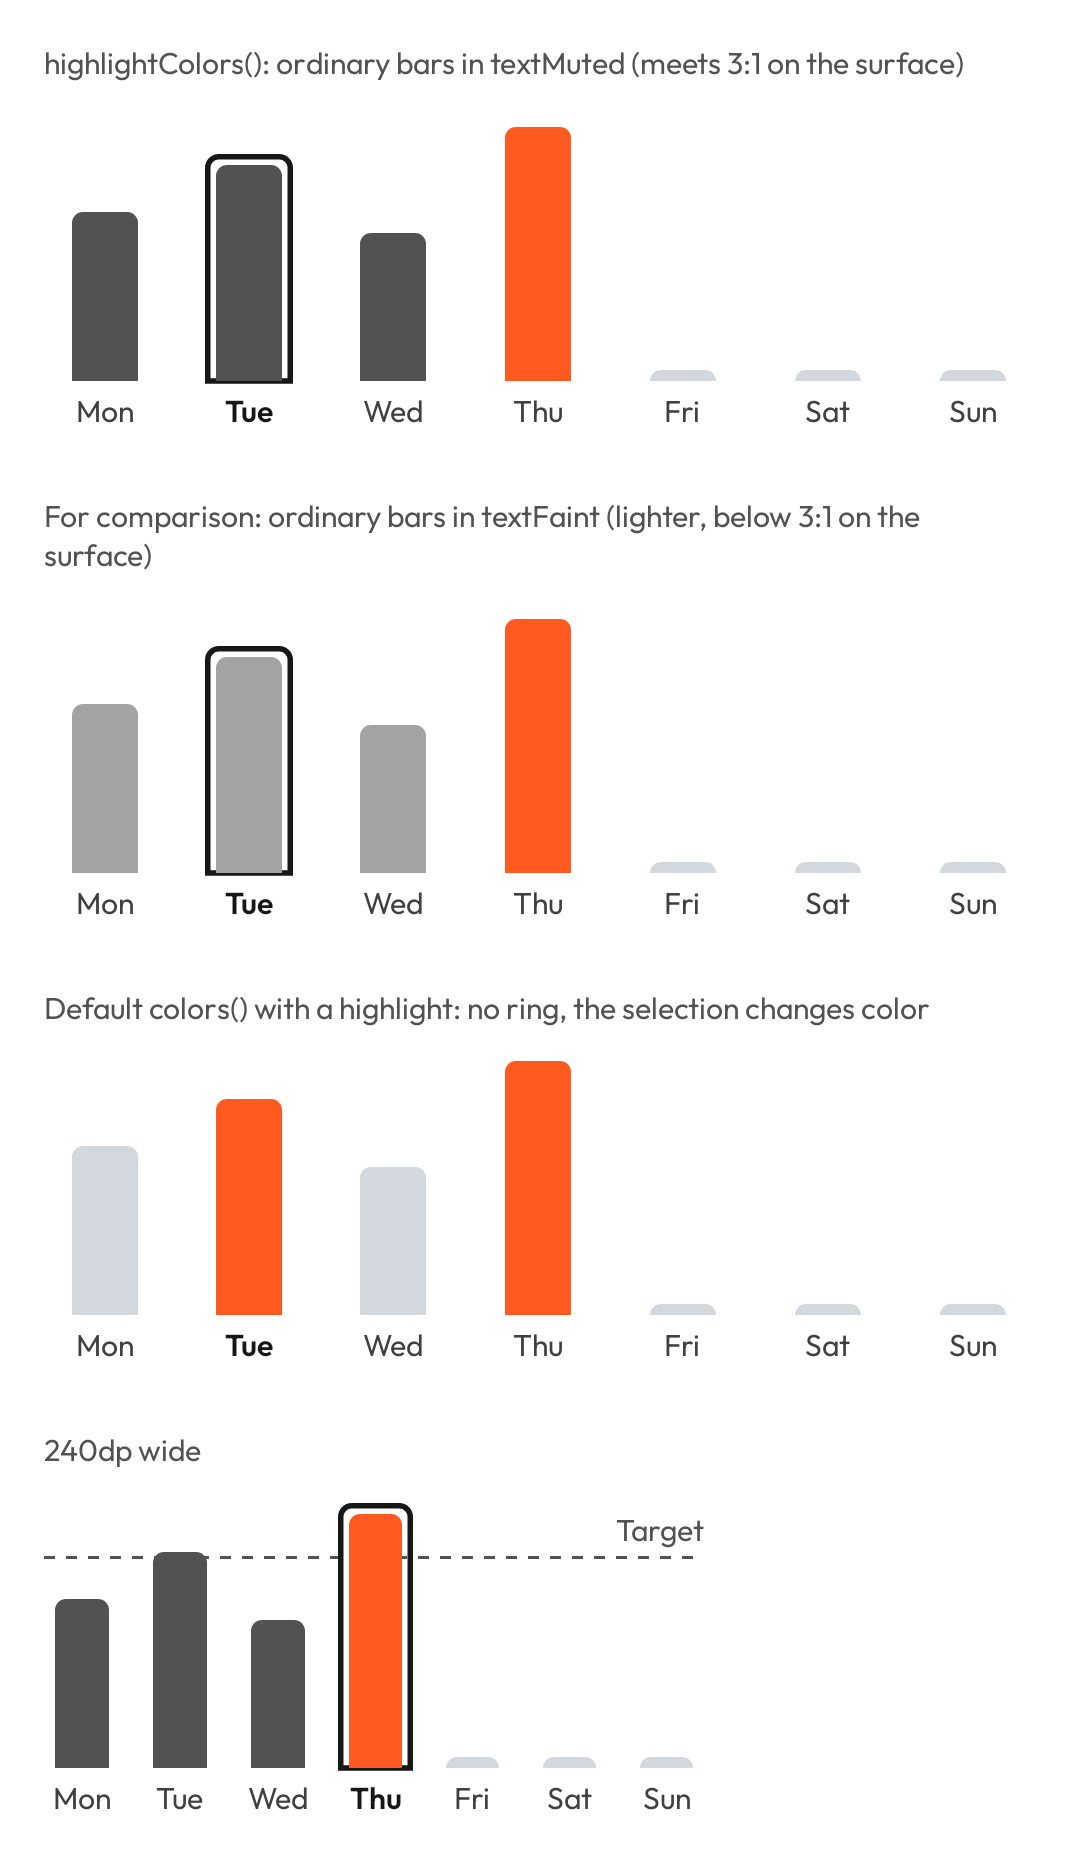 highlightColors(): ordinary bars in textMuted (meets 3:1 on the surface)
Mon Tue Wed Thu Fri Sat Sun
For comparison: ordinary bars in textFaint (lighter, below 3:1 on the
surface)
Mon Tue Wed Thu Fri Sat Sun
Default colors() with a highlight: no ring, the selection changes color
Mon Tue Wed Thu Fri Sat Sun
240dp wide
Target
Mon Tue Wed Thu Fri Sat Sun